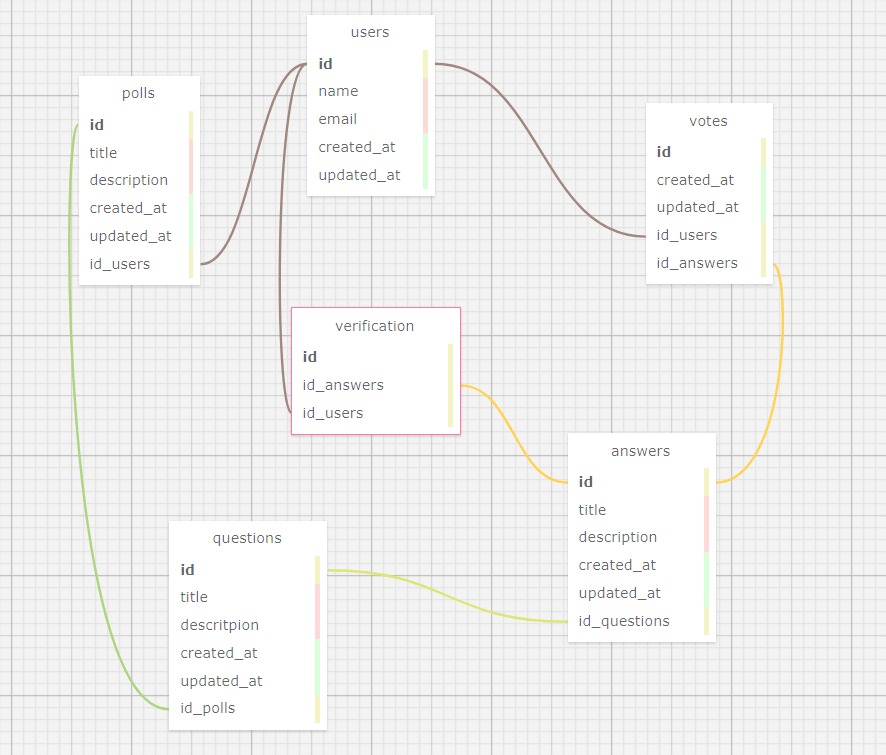 users
id
name
email
created_at
updated_at
polls
id
title
description
created_at
updated_at
id_users
votes
id
created_at
updated_at
id_users
id_answers
verification
id
id_answers
id_users
answers
id
title
description
created_at
updated_at
id_questions
questions
id
title
descritpion
created_at
updated_at
id_polls